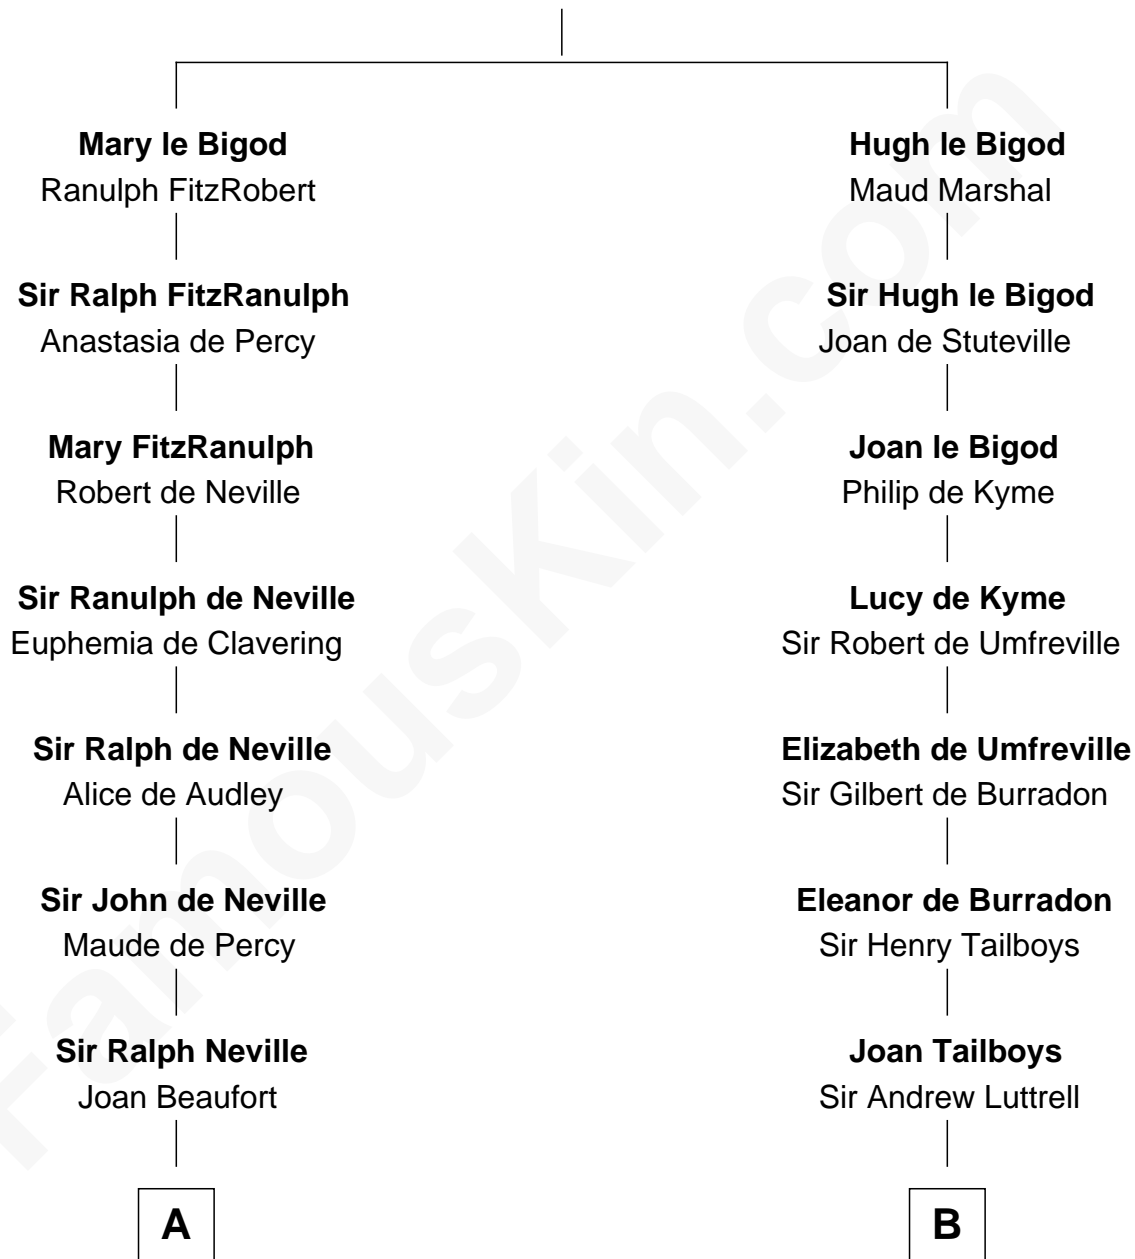 Mary le Bigod
Ranulph FitzRobert
Hugh le Bigod
Maud Marshal
Sir Ralph FitzRanulph
Anastasia de Percy
Sir Hugh le Bigod
Joan de Stuteville
Mary FitzRanulph
Robert de Neville
Joan le Bigod
Philip de Kyme
Sir Ranulph de Neville
Euphemia de Clavering
Lucy de Kyme
Sir Robert de Umfreville
Sir Ralph de Neville
Alice de Audley
Elizabeth de Umfreville
Sir Gilbert de Burradon
Sir John de Neville
Maude de Percy
Eleanor de Burradon
Sir Henry Tailboys
Sir Ralph Neville
Joan Beaufort
Joan Tailboys
Sir Andrew Luttrell
A
B
FamousKin.com